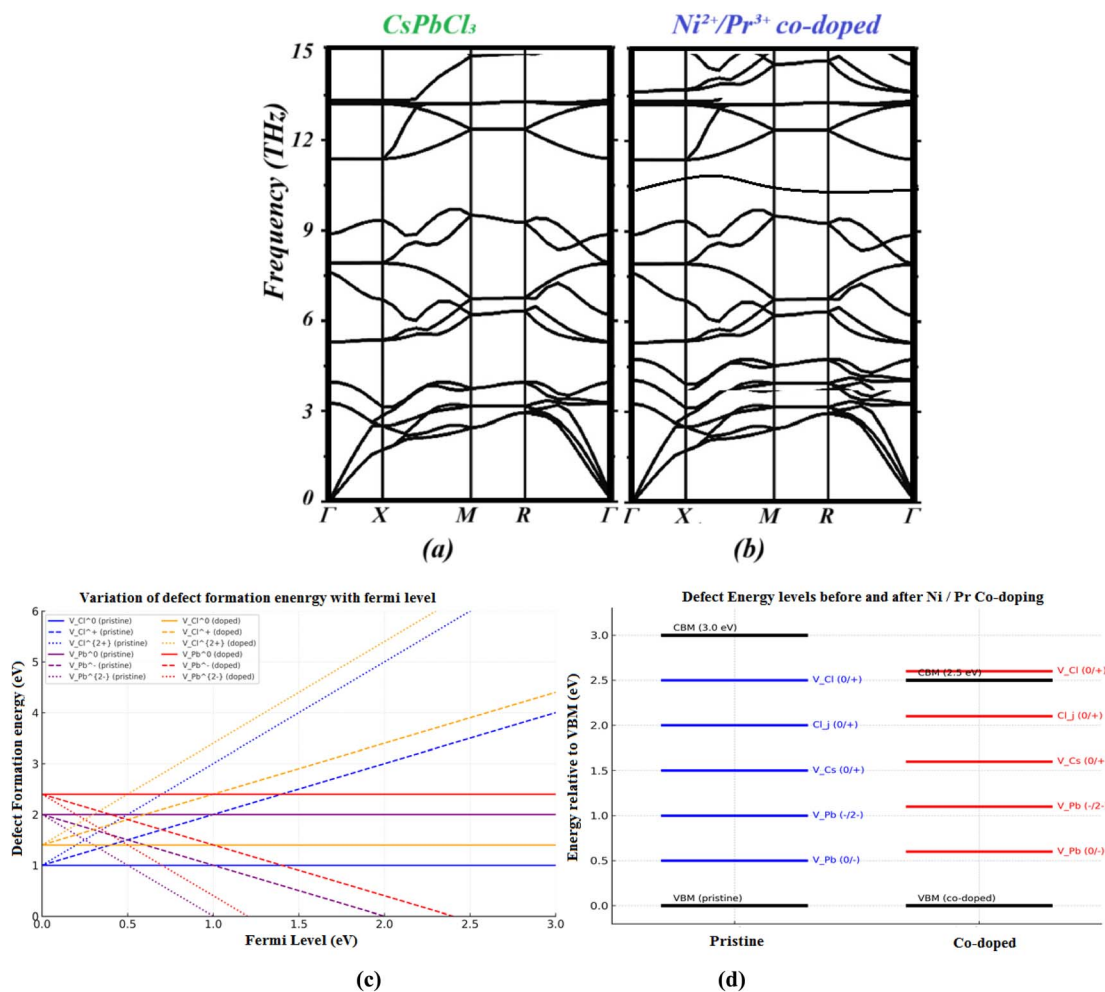 CsPbCl₃
Ni²⁺/Pr³⁺ co-doped
Frequency (THz)
15
12
9
6
3
0
Γ X M R Γ
Γ X M R Γ
(a)
(b)
Variation of defect formation enenrgy with fermi level
V_Cl^0 (pristine)
V_Cl^+ (pristine)
V_Cl^{2+} (pristine)
V_Pb^0 (pristine)
V_Pb^- (pristine)
V_Pb^{2-} (pristine)
V_Cl^0 (doped)
V_Cl^+ (doped)
V_Cl^{2+} (doped)
V_Pb^0 (doped)
V_Pb^- (doped)
V_Pb^{2-} (doped)
Defect Formation energy (eV)
6
5
4
3
2
1
0
0.0 0.5 1.0 1.5 2.0 2.5 3.0
Fermi Level (eV)
(c)
Defect Energy levels before and after Ni / Pr Co-doping
Energy relative to VBM (eV)
3.0
2.5
2.0
1.5
1.0
0.5
0.0
CBM (3.0 eV)
V_Cl (0/+)
Cl_j (0/+)
V_Cs (0/+)
V_Pb (-/2-)
V_Pb (0/-)
VBM (pristine)
V_Cl (0/+)
CBM (2.5 eV)
Cl_j (0/+)
V_Cs (0/+
V_Pb (-/2-)
V_Pb (0/-)
VBM (co-doped)
Pristine
Co-doped
(d)